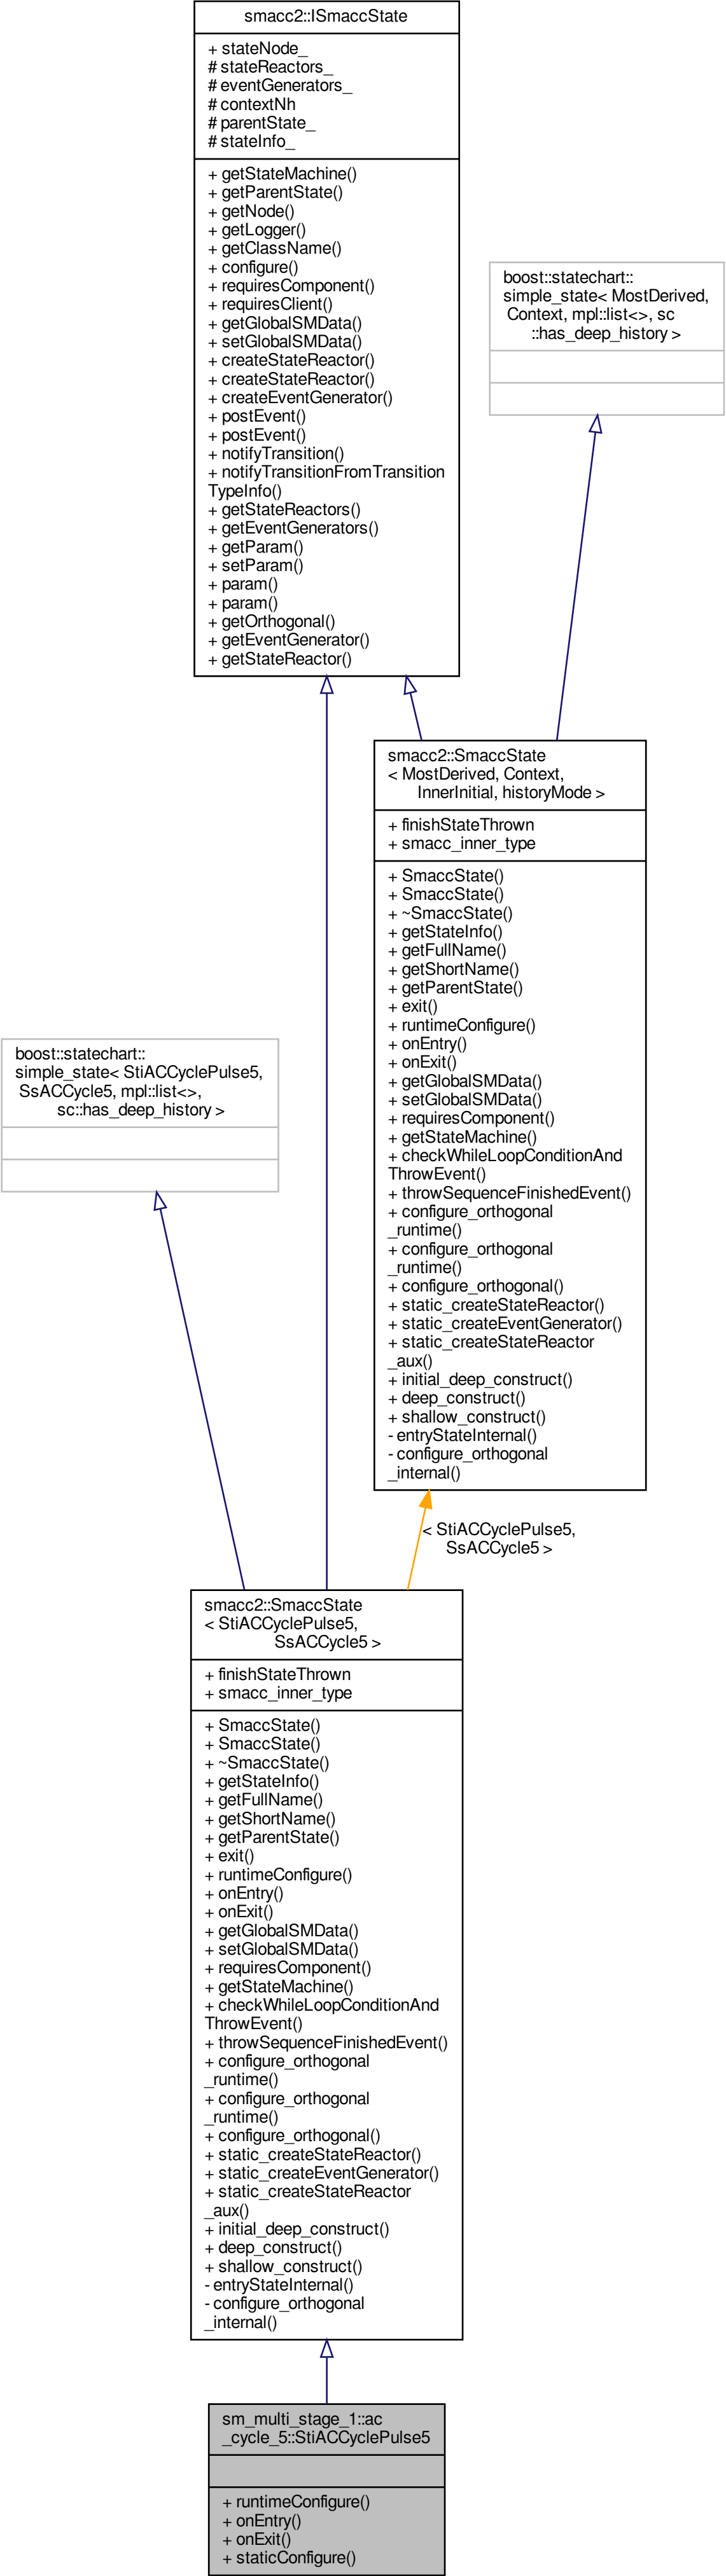 smacc2::ISmaccState
+ stateNode_
# stateReactors_
# eventGenerators_
# contextNh
# parentState_
# stateInfo_
+ getStateMachine()
+ getParentState()
+ getNode()
+ getLogger()
+ getClassName()
+ configure()
+ requiresComponent()
+ requiresClient()
+ getGlobalSMData()
+ setGlobalSMData()
+ createStateReactor()
+ createStateReactor()
+ createEventGenerator()
+ postEvent()
+ postEvent()
+ notifyTransition()
+ notifyTransitionFromTransition
TypeInfo()
+ getStateReactors()
+ getEventGenerators()
+ getParam()
+ setParam()
+ param()
+ param()
+ getOrthogonal()
+ getEventGenerator()
+ getStateReactor()
boost::statechart::
simple_state< MostDerived,
Context, mpl::list<>, sc
::has_deep_history >
smacc2::SmaccState
< MostDerived, Context,
InnerInitial, historyMode >
+ finishStateThrown
+ smacc_inner_type
+ SmaccState()
+ SmaccState()
+ ~SmaccState()
+ getStateInfo()
+ getFullName()
+ getShortName()
+ getParentState()
+ exit()
+ runtimeConfigure()
+ onEntry()
+ onExit()
+ getGlobalSMData()
+ setGlobalSMData()
+ requiresComponent()
+ getStateMachine()
+ checkWhileLoopConditionAnd
ThrowEvent()
+ throwSequenceFinishedEvent()
+ configure_orthogonal
_runtime()
+ configure_orthogonal
_runtime()
+ configure_orthogonal()
+ static_createStateReactor()
+ static_createEventGenerator()
+ static_createStateReactor
_aux()
+ initial_deep_construct()
+ deep_construct()
+ shallow_construct()
- entryStateInternal()
- configure_orthogonal
_internal()
boost::statechart::
simple_state< StiACCyclePulse5,
SsACCycle5, mpl::list<>,
sc::has_deep_history >
< StiACCyclePulse5,
SsACCycle5 >
smacc2::SmaccState
< StiACCyclePulse5,
SsACCycle5 >
+ finishStateThrown
+ smacc_inner_type
+ SmaccState()
+ SmaccState()
+ ~SmaccState()
+ getStateInfo()
+ getFullName()
+ getShortName()
+ getParentState()
+ exit()
+ runtimeConfigure()
+ onEntry()
+ onExit()
+ getGlobalSMData()
+ setGlobalSMData()
+ requiresComponent()
+ getStateMachine()
+ checkWhileLoopConditionAnd
ThrowEvent()
+ throwSequenceFinishedEvent()
+ configure_orthogonal
_runtime()
+ configure_orthogonal
_runtime()
+ configure_orthogonal()
+ static_createStateReactor()
+ static_createEventGenerator()
+ static_createStateReactor
_aux()
+ initial_deep_construct()
+ deep_construct()
+ shallow_construct()
- entryStateInternal()
- configure_orthogonal
_internal()
sm_multi_stage_1::ac
_cycle_5::StiACCyclePulse5
+ runtimeConfigure()
+ onEntry()
+ onExit()
+ staticConfigure()